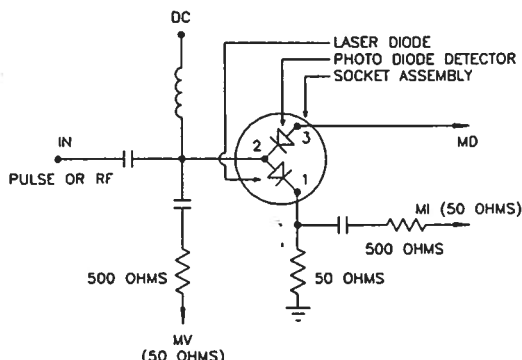 DC
LASER DIODE
PHOTO DIODE DETECTOR
SOCKET ASSEMBLY
IN
2
3
MD
PULSE OR RF
1
MI (50 OHMS)
500 OHMS
500 OHMS
50 OHMS
MV
(50 OHMS)